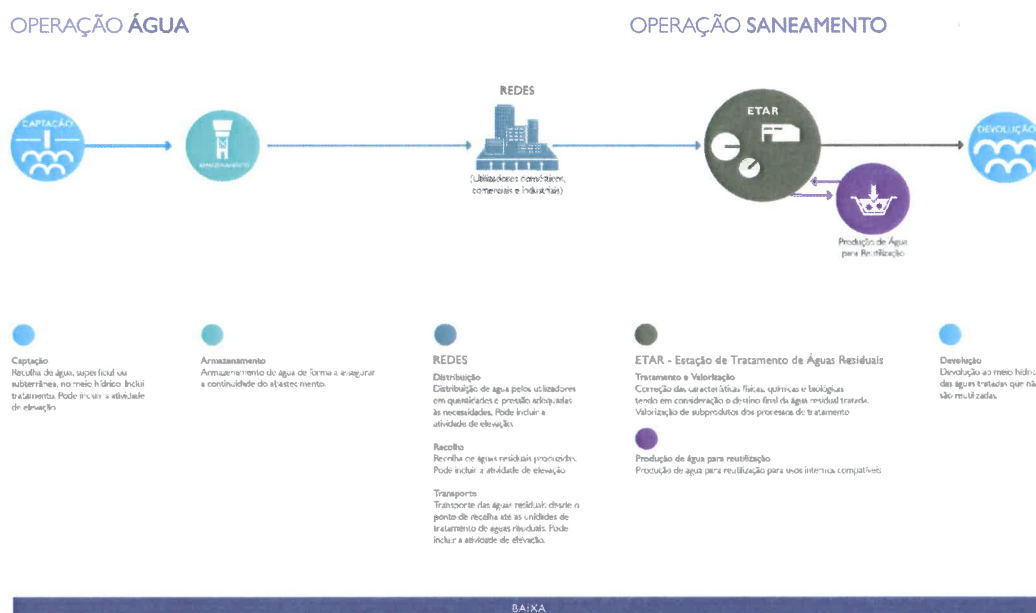 OPERAÇÃO ÁGUA
OPERAÇÃO SANEAMENTO
CAPTAÇÃO
ARMAZENAMENTO
REDES
(Utilizadores domésticos,
comerciais e industriais)
ETAR
DEVOLUÇÃO
Produção de Água
para Reutilização
Captação
Recolha de água, superficial ou
subterrânea, no meio hídrico. Inclui
tratamento. Pode incluir a atividade
de elevação
Armazenamento
Armazenamento de água de forma a assegurar
a continuidade do abastecimento.
REDES
Distribuição
Distribuição de água pelos utilizadores
em quantidades e pressão adequadas
às necessidades. Pode incluir a
atividade de elevação.
Recolha
Recolha de águas residuais produzidas.
Pode incluir a atividade de elevação
Transporte
Transporte das águas residuais desde o
ponto de recolha até as unidades de
tratamento de águas residuais. Pode
incluir a atividade de elevação.
ETAR - Estação de Tratamento de Águas Residuais
Tratamento e Valorização
Correção das características físicas, químicas e biológicas
tendo em consideração o destino final da água residual tratada.
Valorização de subprodutos dos processos de tratamento
Produção de água para reutilização
Produção de água para reutilização para usos internos compatíveis
Devolução
Devolução ao meio hídric
das águas tratadas que nã
são reutilizadas.
BAIXA